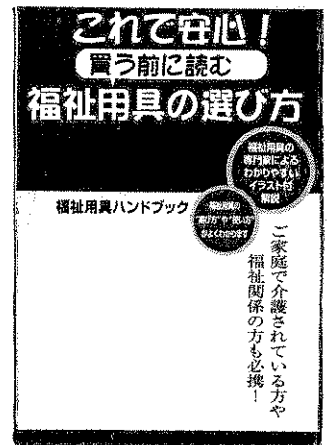 これで安心！
買う前に読む
福祉用具の選び方
福祉用具の
専門家による
わかりやすい
イラスト付
解説
福祉用具ハンドブック
福祉用具の
"選び方"や"使い方"
がよくわかります
ご家庭で介護されている方や
福祉関係の方も必携！